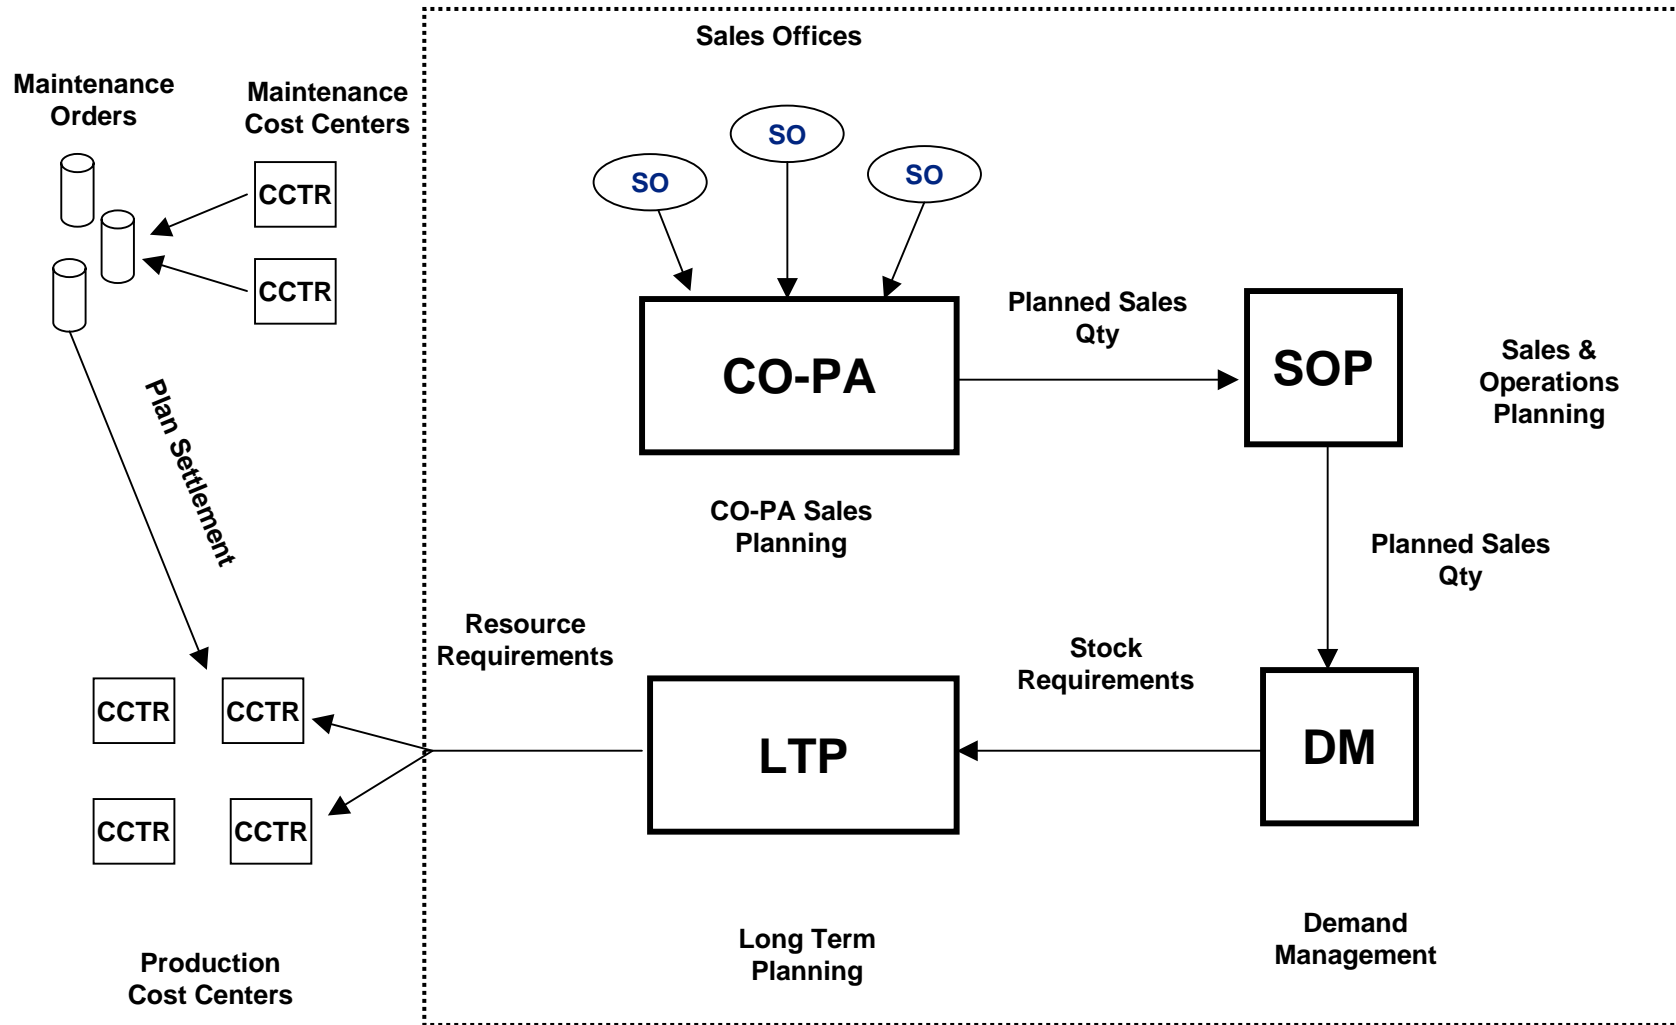 Sales Offices
Maintenance
Orders
Maintenance
Cost Centers
SO
SO
SO
CCTR
CCTR
Planned Sales
Qty
CO-PA
SOP
Sales &
Operations
Planning
Plan Settlement
CO-PA Sales
Planning
Planned Sales
Qty
Resource
Requirements
Stock
Requirements
CCTR
CCTR
LTP
DM
CCTR
CCTR
Long Term
Planning
Demand
Management
Production
Cost Centers